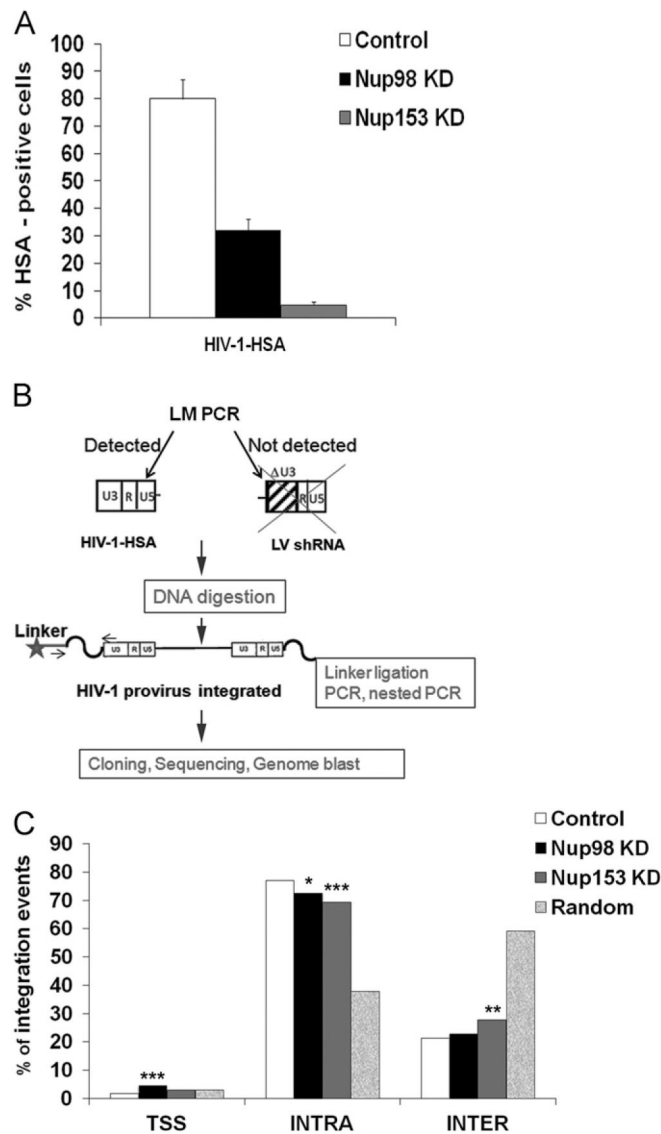 A
100
90
80
70
60
50
40
30
20
10
0
% HSA - positive cells
HIV-1-HSA
Control
Nup98 KD
Nup153 KD
B
LM PCR
Detected
Not detected
ΔU3
U3 R U5
R U5
HIV-1-HSA
LV shRNA
DNA digestion
Linker
U3 R U5
U3 R U5
HIV-1 provirus integrated
Linker ligation
PCR, nested PCR
Cloning, Sequencing, Genome blast
C
Control
Nup98 KD
Nup153 KD
Random
90
80
70
60
50
40
30
20
10
0
% of integration events
***
*
***
**
TSS
INTRA
INTER